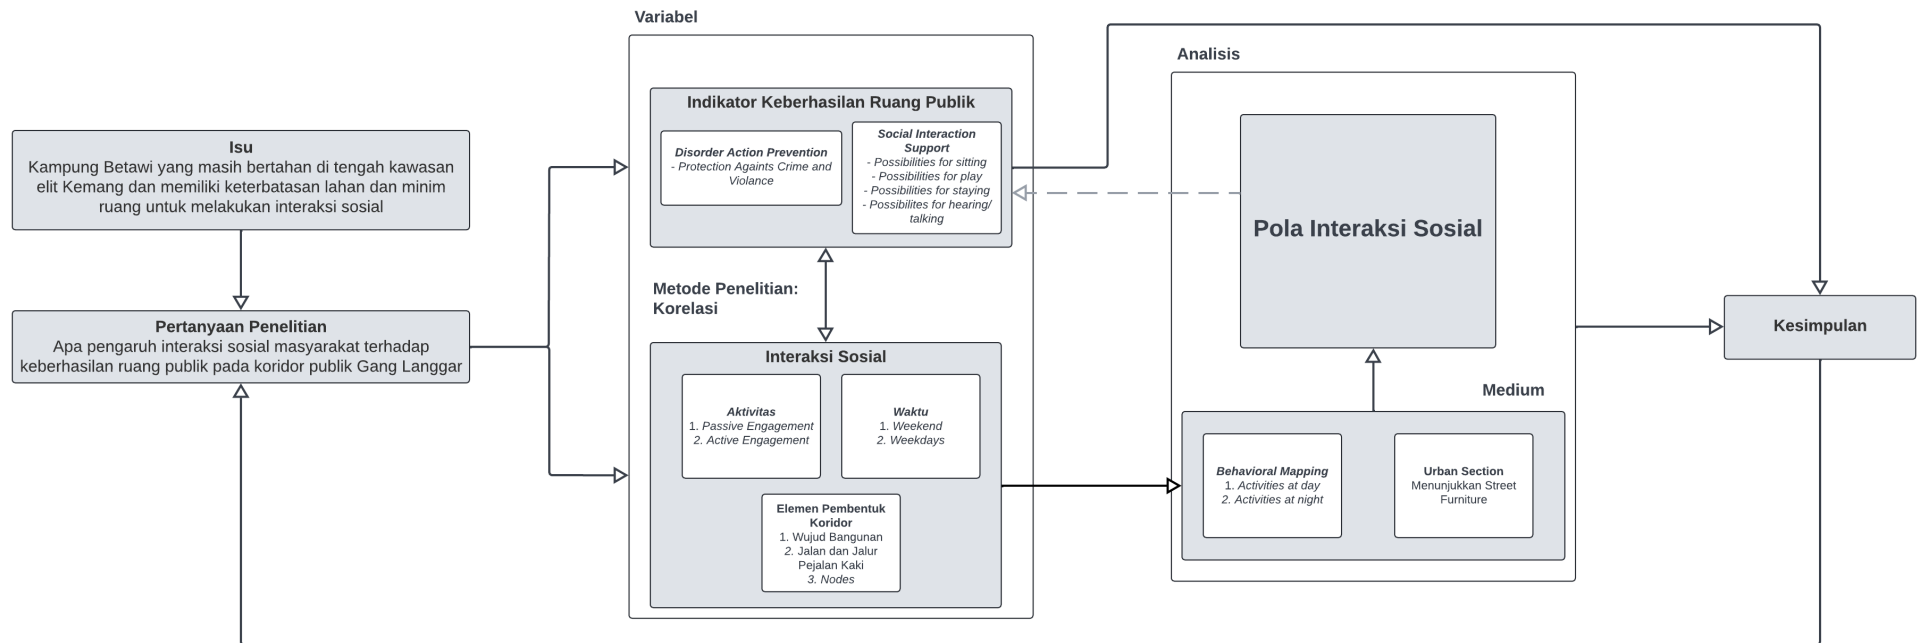 Variabel
Analisis
Isu
Kampung Betawi yang masih bertahan di tengah kawasan
elit Kemang dan memiliki keterbatasan lahan dan minim
ruang untuk melakukan interaksi sosial
Pertanyaan Penelitian
Apa pengaruh interaksi sosial masyarakat terhadap
keberhasilan ruang publik pada koridor publik Gang Langgar
Indikator Keberhasilan Ruang Publik
Disorder Action Prevention
- Protection Againts Crime and
Violance
Social Interaction
Support
- Possibilities for sitting
- Possibilities for play
- Possibilities for staying
- Possibilites for hearing/
talking
Metode Penelitian:
Korelasi
Interaksi Sosial
Aktivitas
1. Passive Engagement
2. Active Engagement
Waktu
1. Weekend
2. Weekdays
Elemen Pembentuk
Koridor
1. Wujud Bangunan
2. Jalan dan Jalur
Pejalan Kaki
3. Nodes
Pola Interaksi Sosial
Medium
Behavioral Mapping
1. Activities at day
2. Activities at night
Urban Section
Menunjukkan Street
Furniture
Kesimpulan